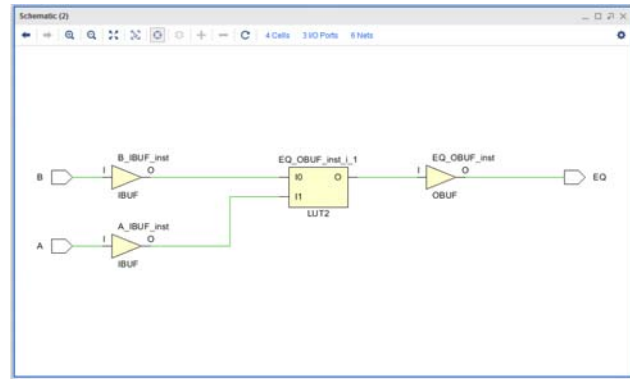 Schematic (2)
4 Cells 3 I/O Ports 6 Nets
B_IBUF_inst
EQ_OBUF_inst_i_1
EQ_OBUF_inst
B
I
O
I0
O
I
O
EQ
IBUF
I1
OBUF
LUT2
A_IBUF_inst
A
I
O
IBUF